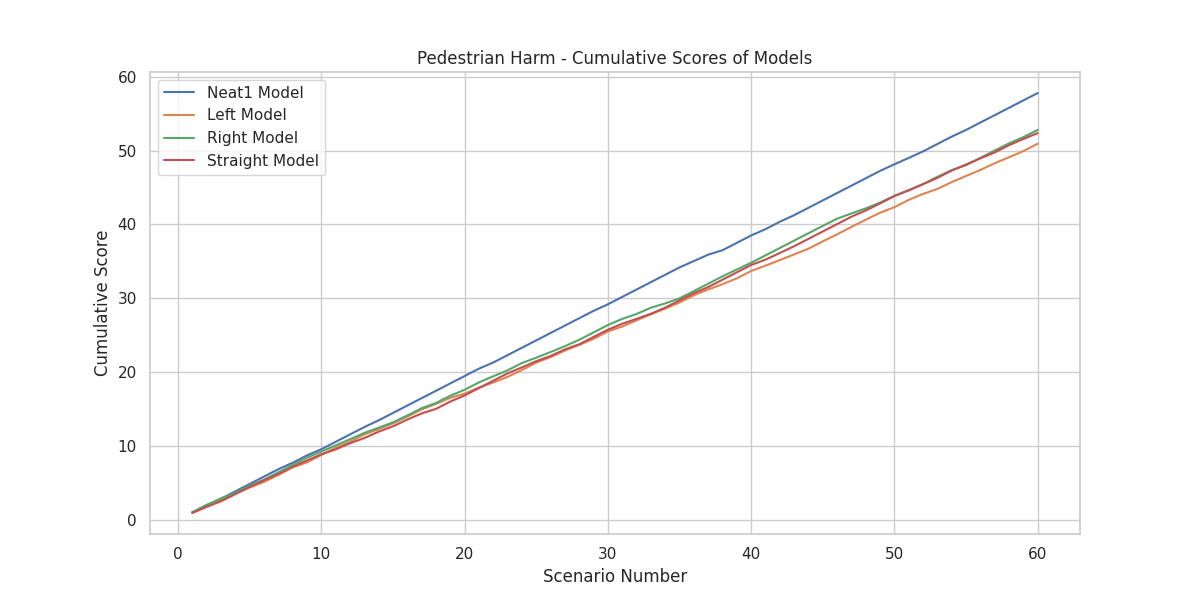 Pedestrian Harm - Cumulative Scores of Models
Neat1 Model
Left Model
Right Model
Straight Model
Cumulative Score
60
50
40
30
20
10
0
0 10 20 30 40 50 60
Scenario Number